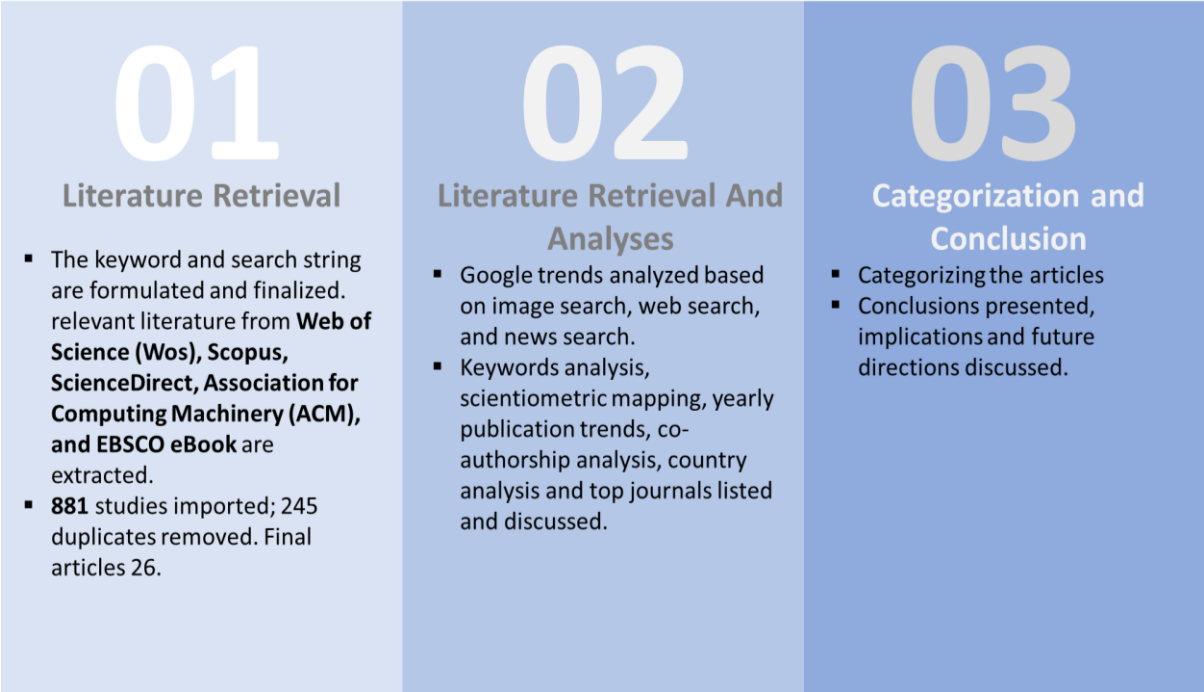 01
Literature Retrieval
▪ The keyword and search string
are formulated and finalized.
relevant literature from Web of
Science (Wos), Scopus,
ScienceDirect, Association for
Computing Machinery (ACM),
and EBSCO eBook are
extracted.
▪ 881 studies imported; 245
duplicates removed. Final
articles 26.
02
Literature Retrieval And
Analyses
▪ Google trends analyzed based
on image search, web search,
and news search.
▪ Keywords analysis,
scientiometric mapping, yearly
publication trends, co-
authorship analysis, country
analysis and top journals listed
and discussed.
03
Categorization and
Conclusion
▪ Categorizing the articles
▪ Conclusions presented,
implications and future
directions discussed.